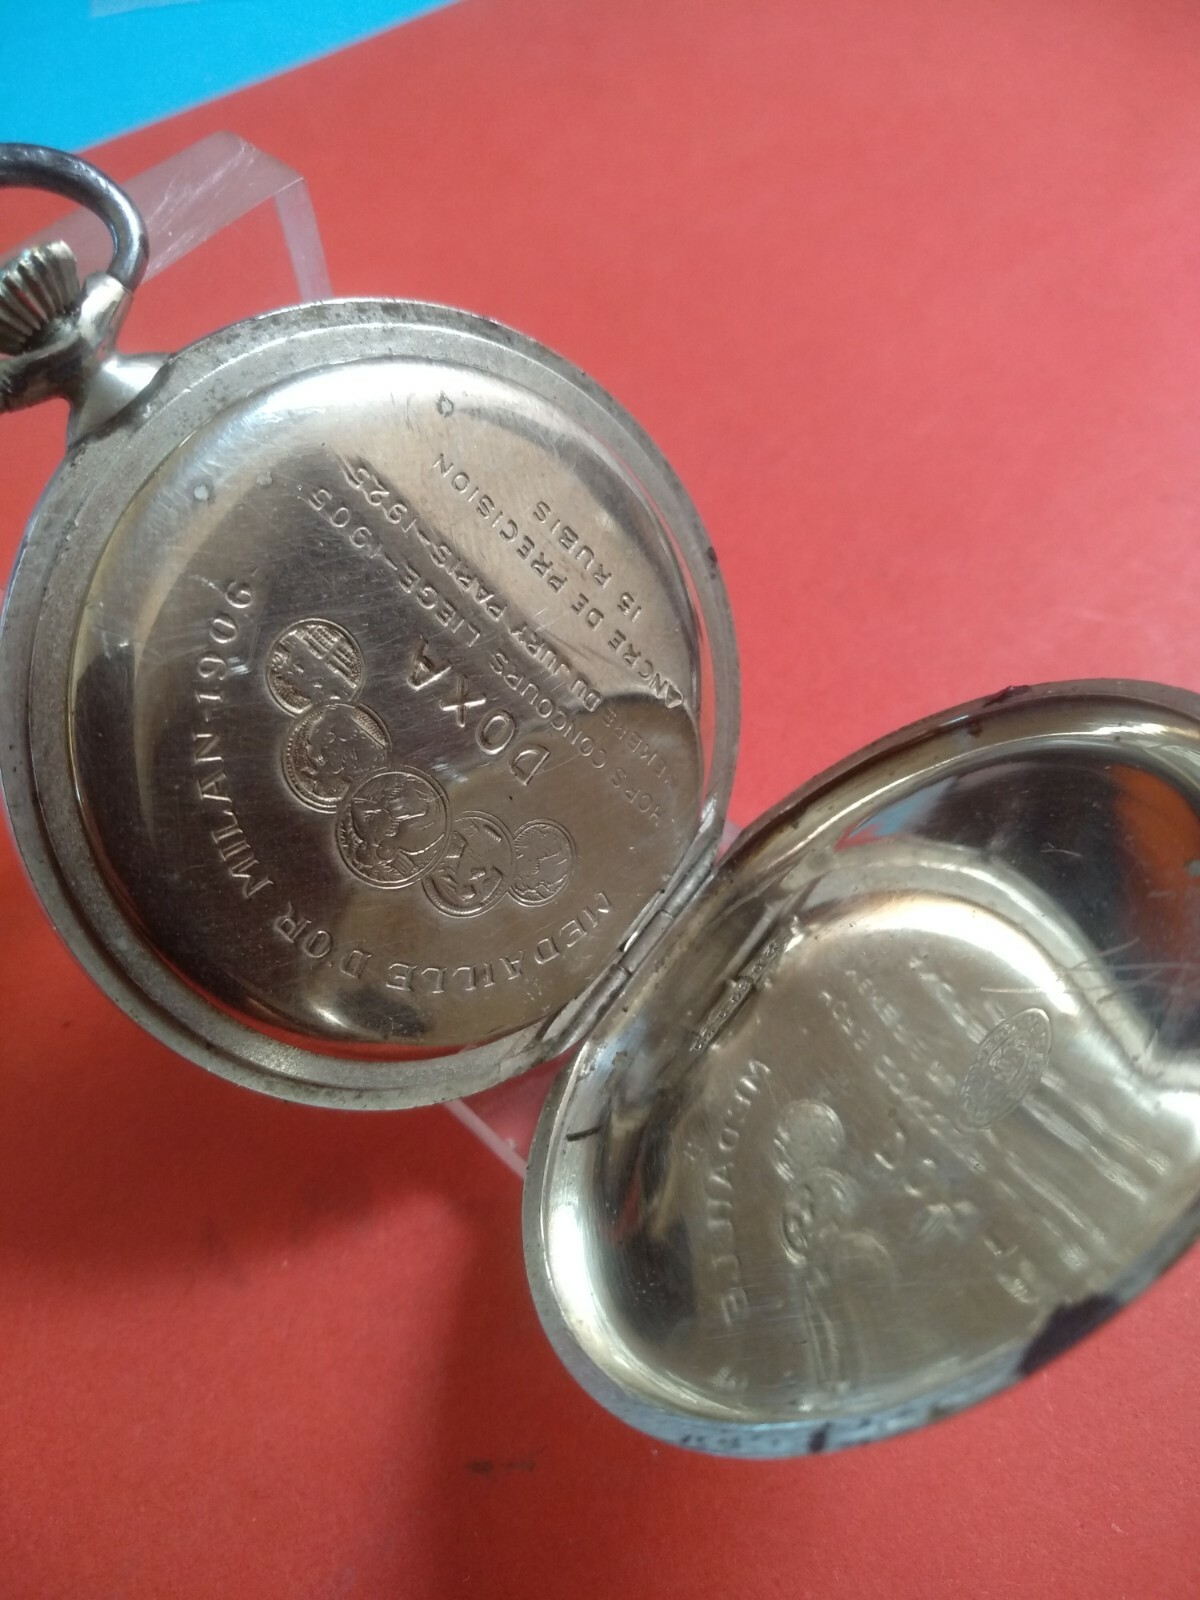 MEDAILLE D'OR MILAN-1906
DOXA
HORS CONCOURS LIEGE-1905
MEMBRE DU JURY PARIS-1925
ANCRE DE PRECISION
15 RUBIS